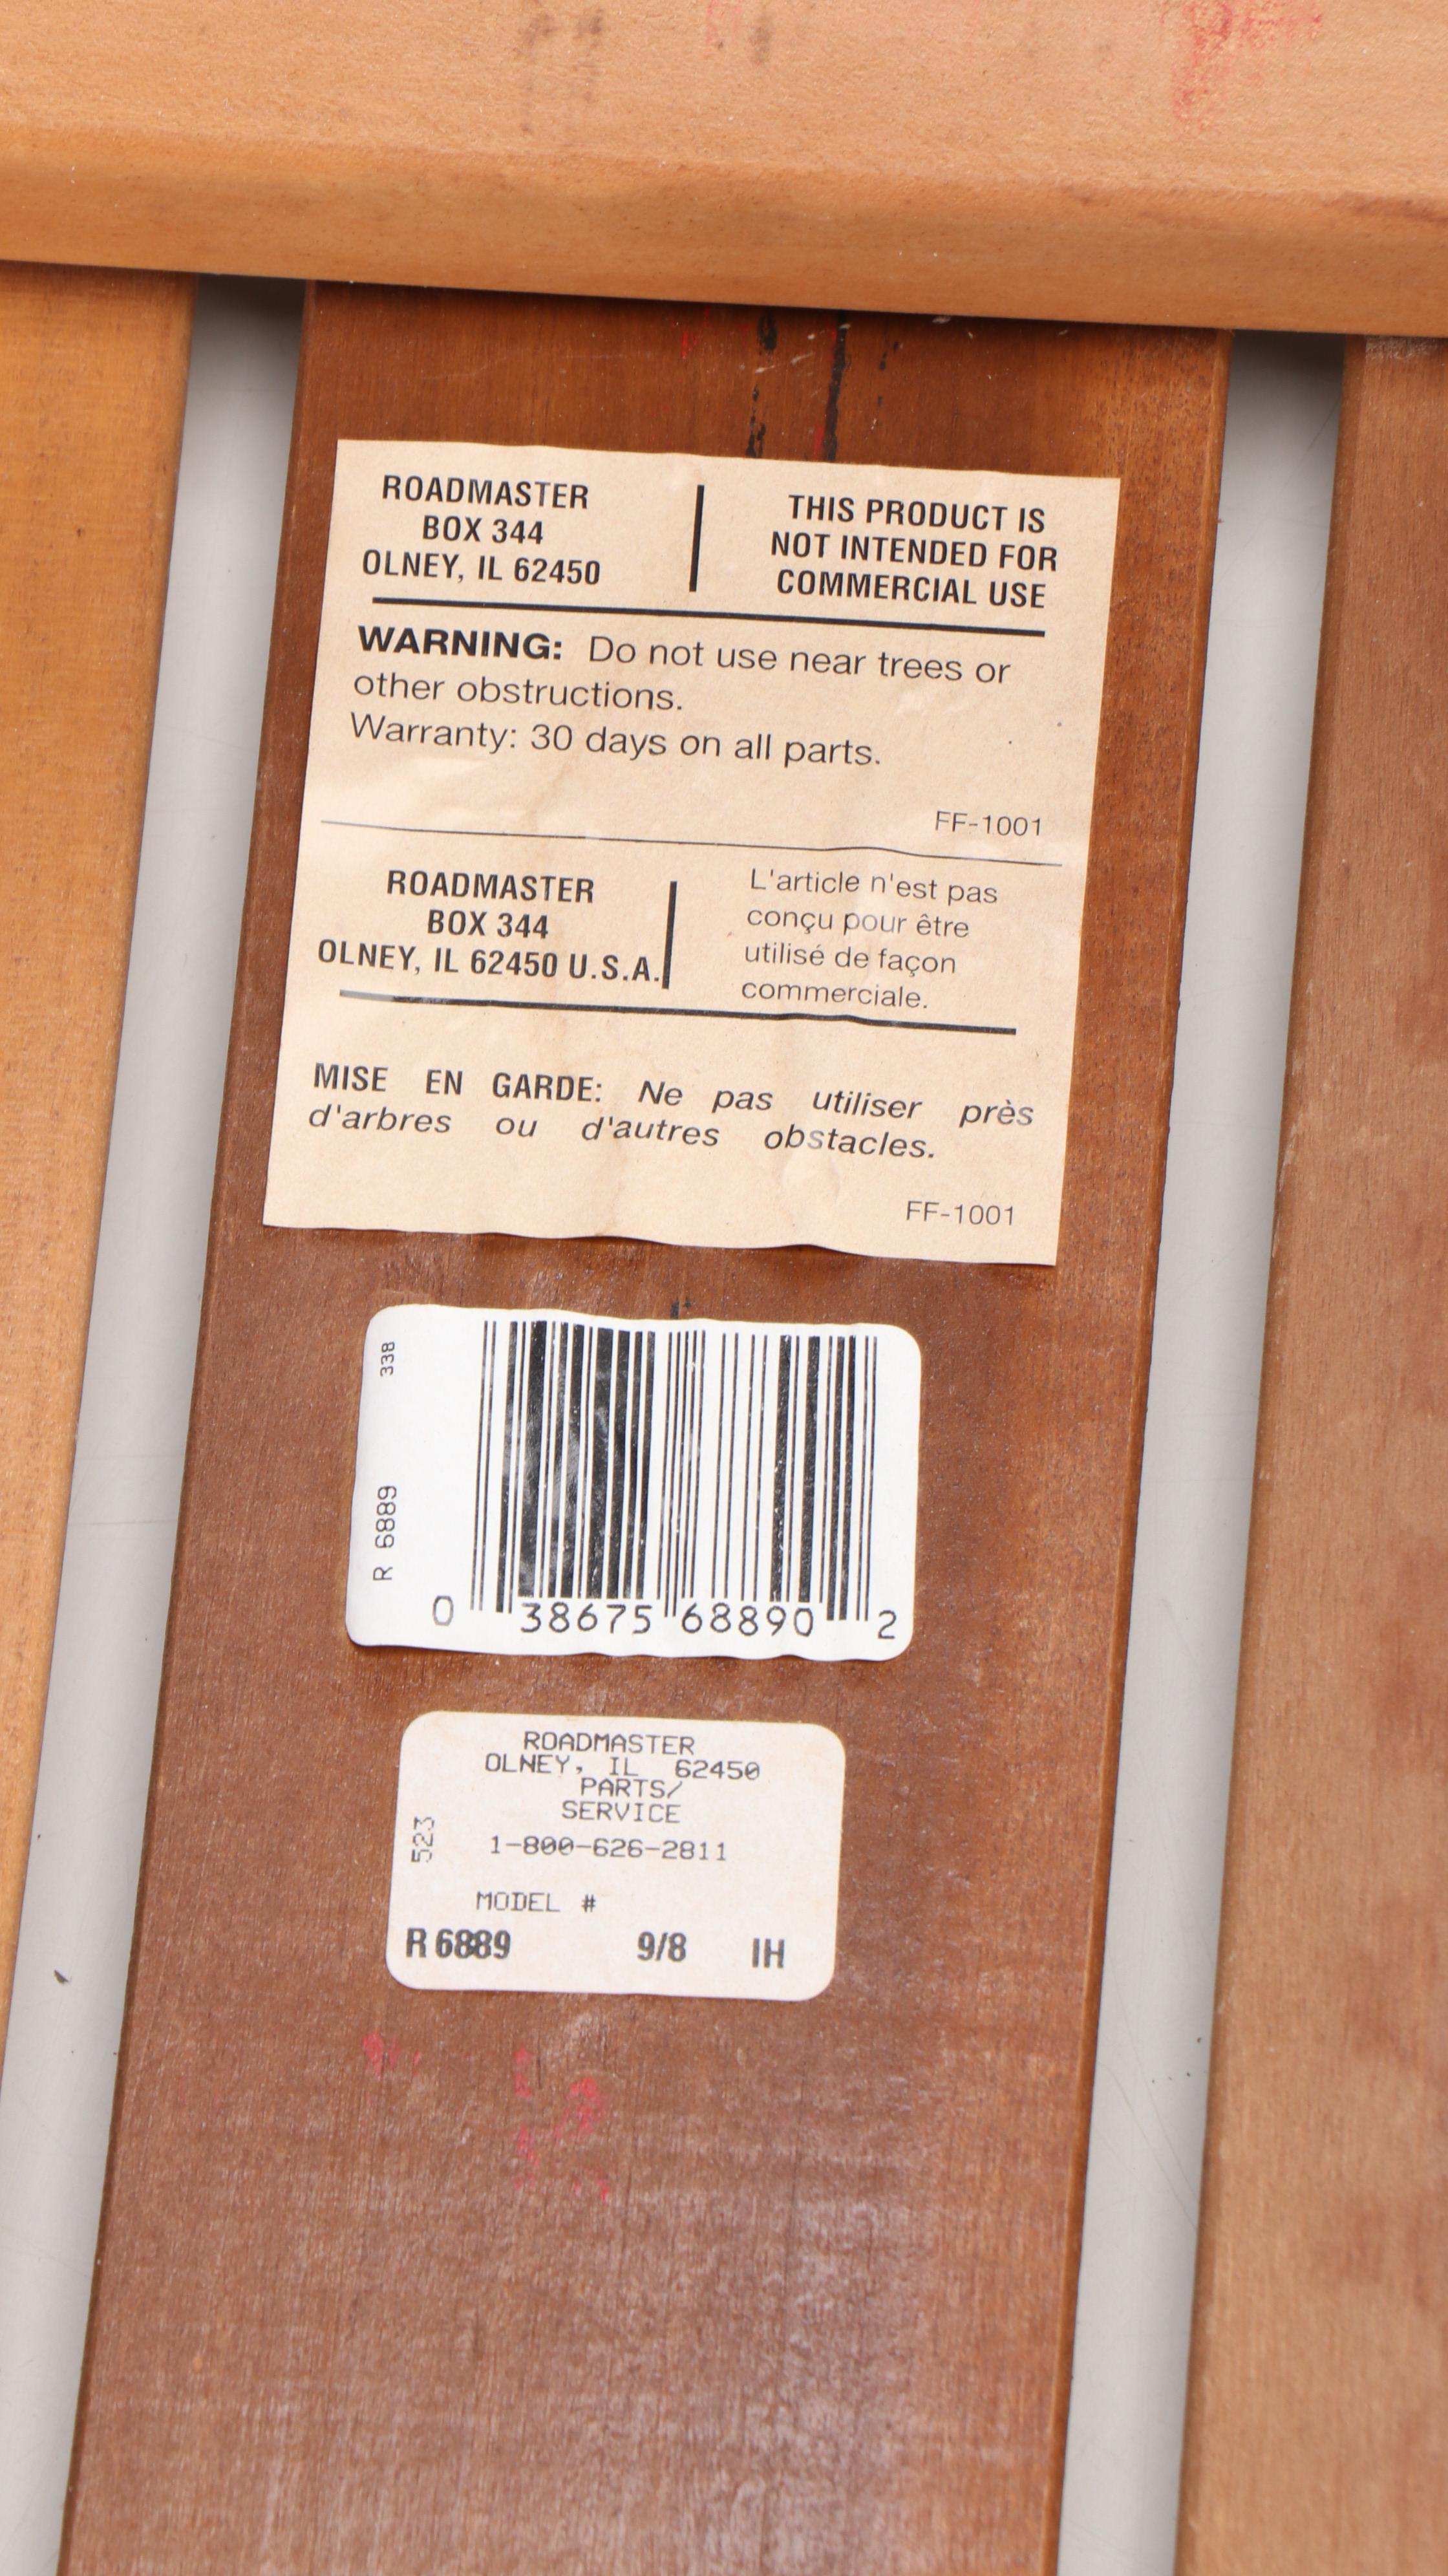 ROADMASTER
BOX 344
OLNEY, IL 62450
THIS PRODUCT IS
NOT INTENDED FOR
COMMERCIAL USE
WARNING: Do not use near trees or
other obstructions.
Warranty: 30 days on all parts.
FF-1001
ROADMASTER
BOX 344
OLNEY, IL 62450 U.S.A.
L'article n'est pas
conçu pour être
utilisé de façon
commerciale.
MISE EN GARDE: Ne pas utiliser près
d'arbres ou d'autres obstacles.
FF-1001
R 6889 338
0 38675 68890 2
ROADMASTER
OLNEY, IL 62450
PARTS/
SERVICE
523
1-800-626-2811
MODEL #
R 6889 9/8 IH